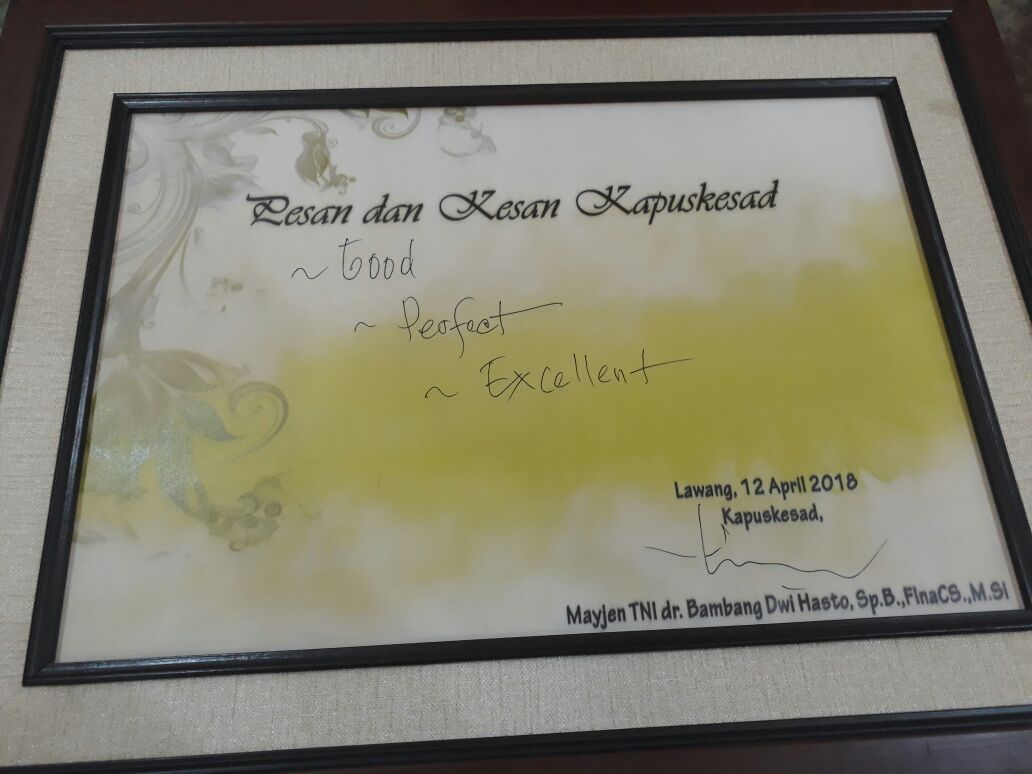 Pesan dan Kesan Kapuskesad
~ Good
~ Perfect
~ Excellent
Lawang, 12 April 2018
Kapuskesad,
Mayjen TNI dr. Bambang Dwi Hasto, Sp.B.,FInaCS.,M.Si